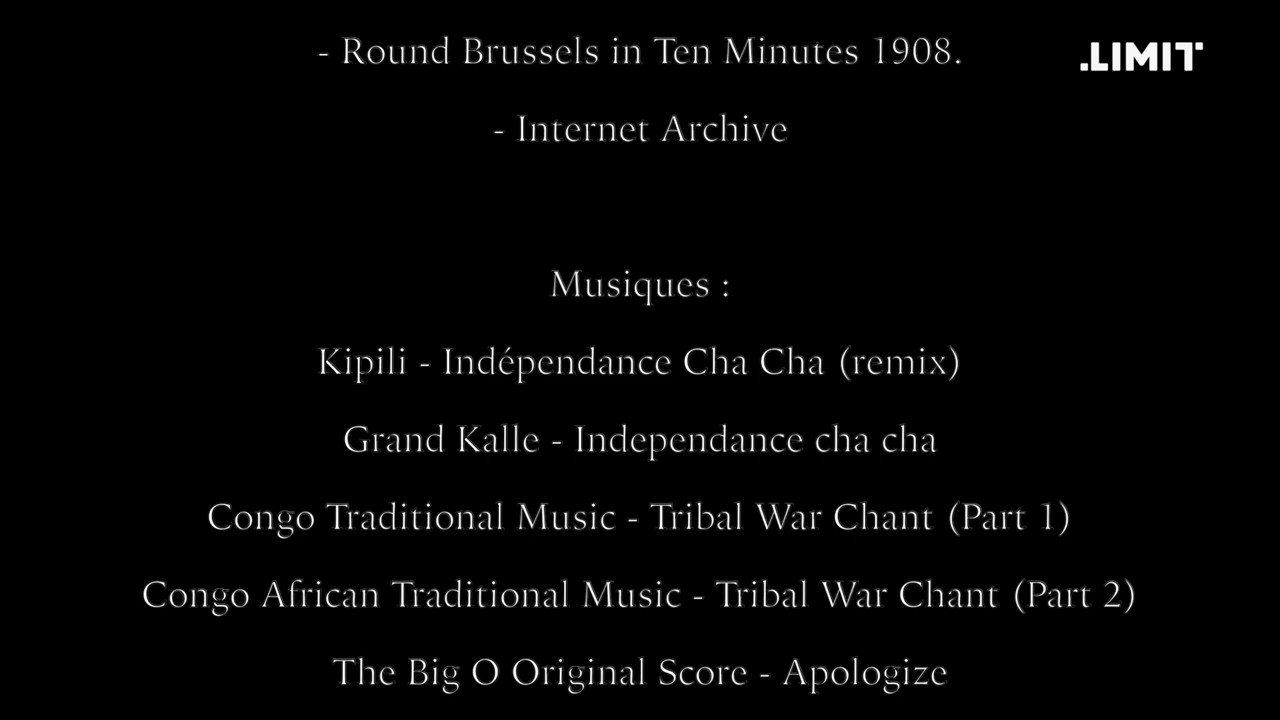 - Round Brussels in Ten Minutes 1908.
.LIMIT
- Internet Archive
Musiques :
Kipili - Indépendance Cha Cha (remix)
Grand Kalle - Independance cha cha
Congo Traditional Music - Tribal War Chant (Part 1)
Congo African Traditional Music - Tribal War Chant (Part 2)
The Big O Original Score - Apologize